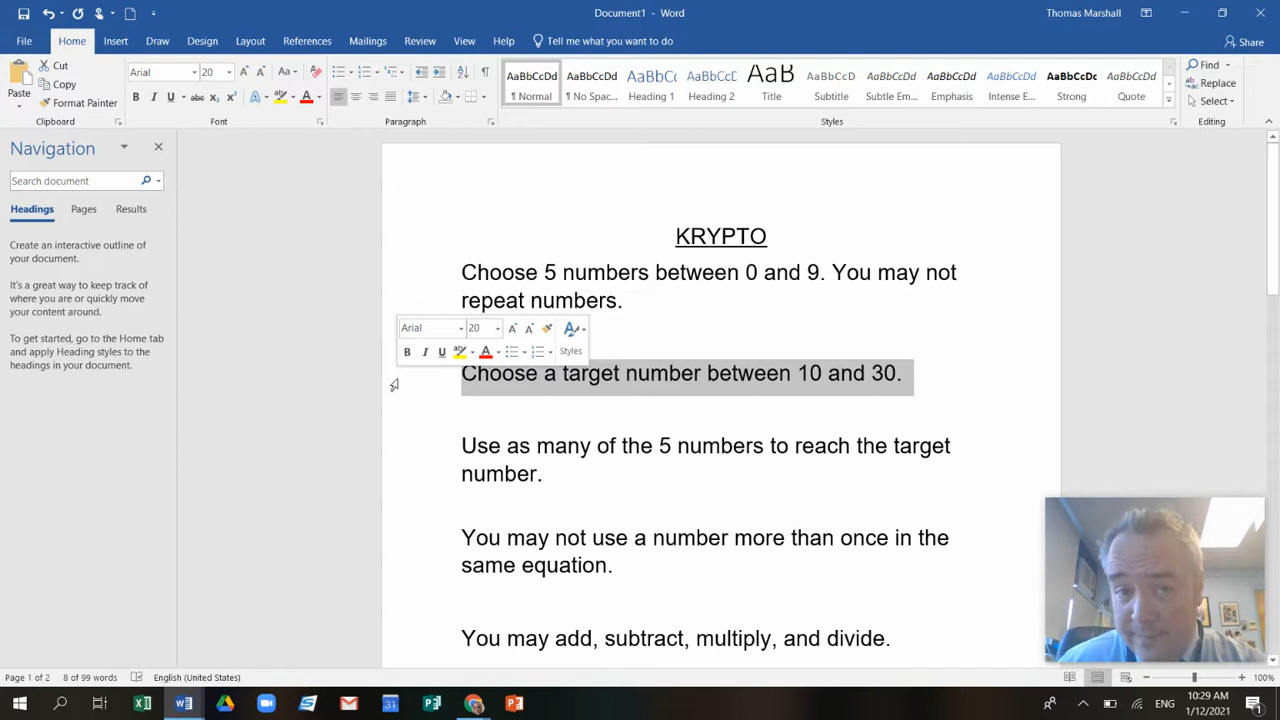 Document1 - Word
Thomas Marshall
File Home Insert Draw Design Layout References Mailings Review View Help Tell me what you want to do
Share
Paste
Cut
Copy
Format Painter
Clipboard
Arial 20
Font
Paragraph
AaBbCcDd AaBbCcDd AaBbCc AaBbCcD AaB AaBbCcD AaBbCcDd AaBbCcDd AaBbCcDd AaBbCcDc AaBbCcDd
¶ Normal ¶ No Spac... Heading 1 Heading 2 Title Subtitle Subtle Em... Emphasis Intense E... Strong Quote
Styles
Find
Replace
Select
Editing
Navigation
Search document
Headings Pages Results
Create an interactive outline of
your document.
It's a great way to keep track of
where you are or quickly move
your content around.
To get started, go to the Home tab
and apply Heading styles to the
headings in your document.
KRYPTO
Choose 5 numbers between 0 and 9. You may not
repeat numbers.
Arial 20
Styles
Choose a target number between 10 and 30.
Use as many of the 5 numbers to reach the target
number.
You may not use a number more than once in the
same equation.
You may add, subtract, multiply, and divide.
Page 1 of 2 8 of 99 words English (United States)
100%
10:29 AM
1/12/2021